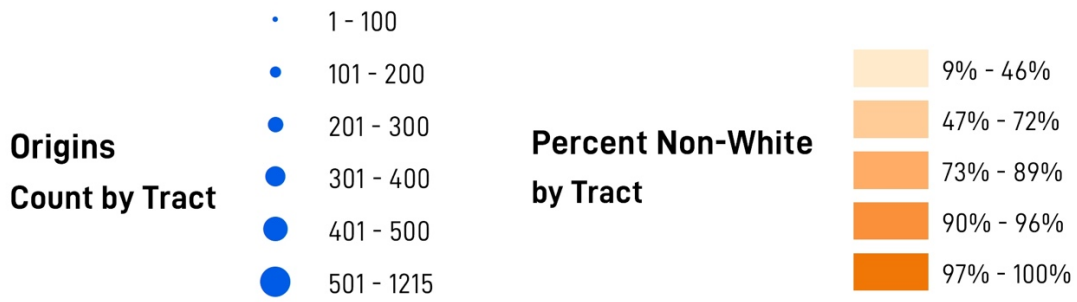 Origins
Count by Tract
1 - 100
101 - 200
201 - 300
301 - 400
401 - 500
501 - 1215
Percent Non-White
by Tract
9% - 46%
47% - 72%
73% - 89%
90% - 96%
97% - 100%